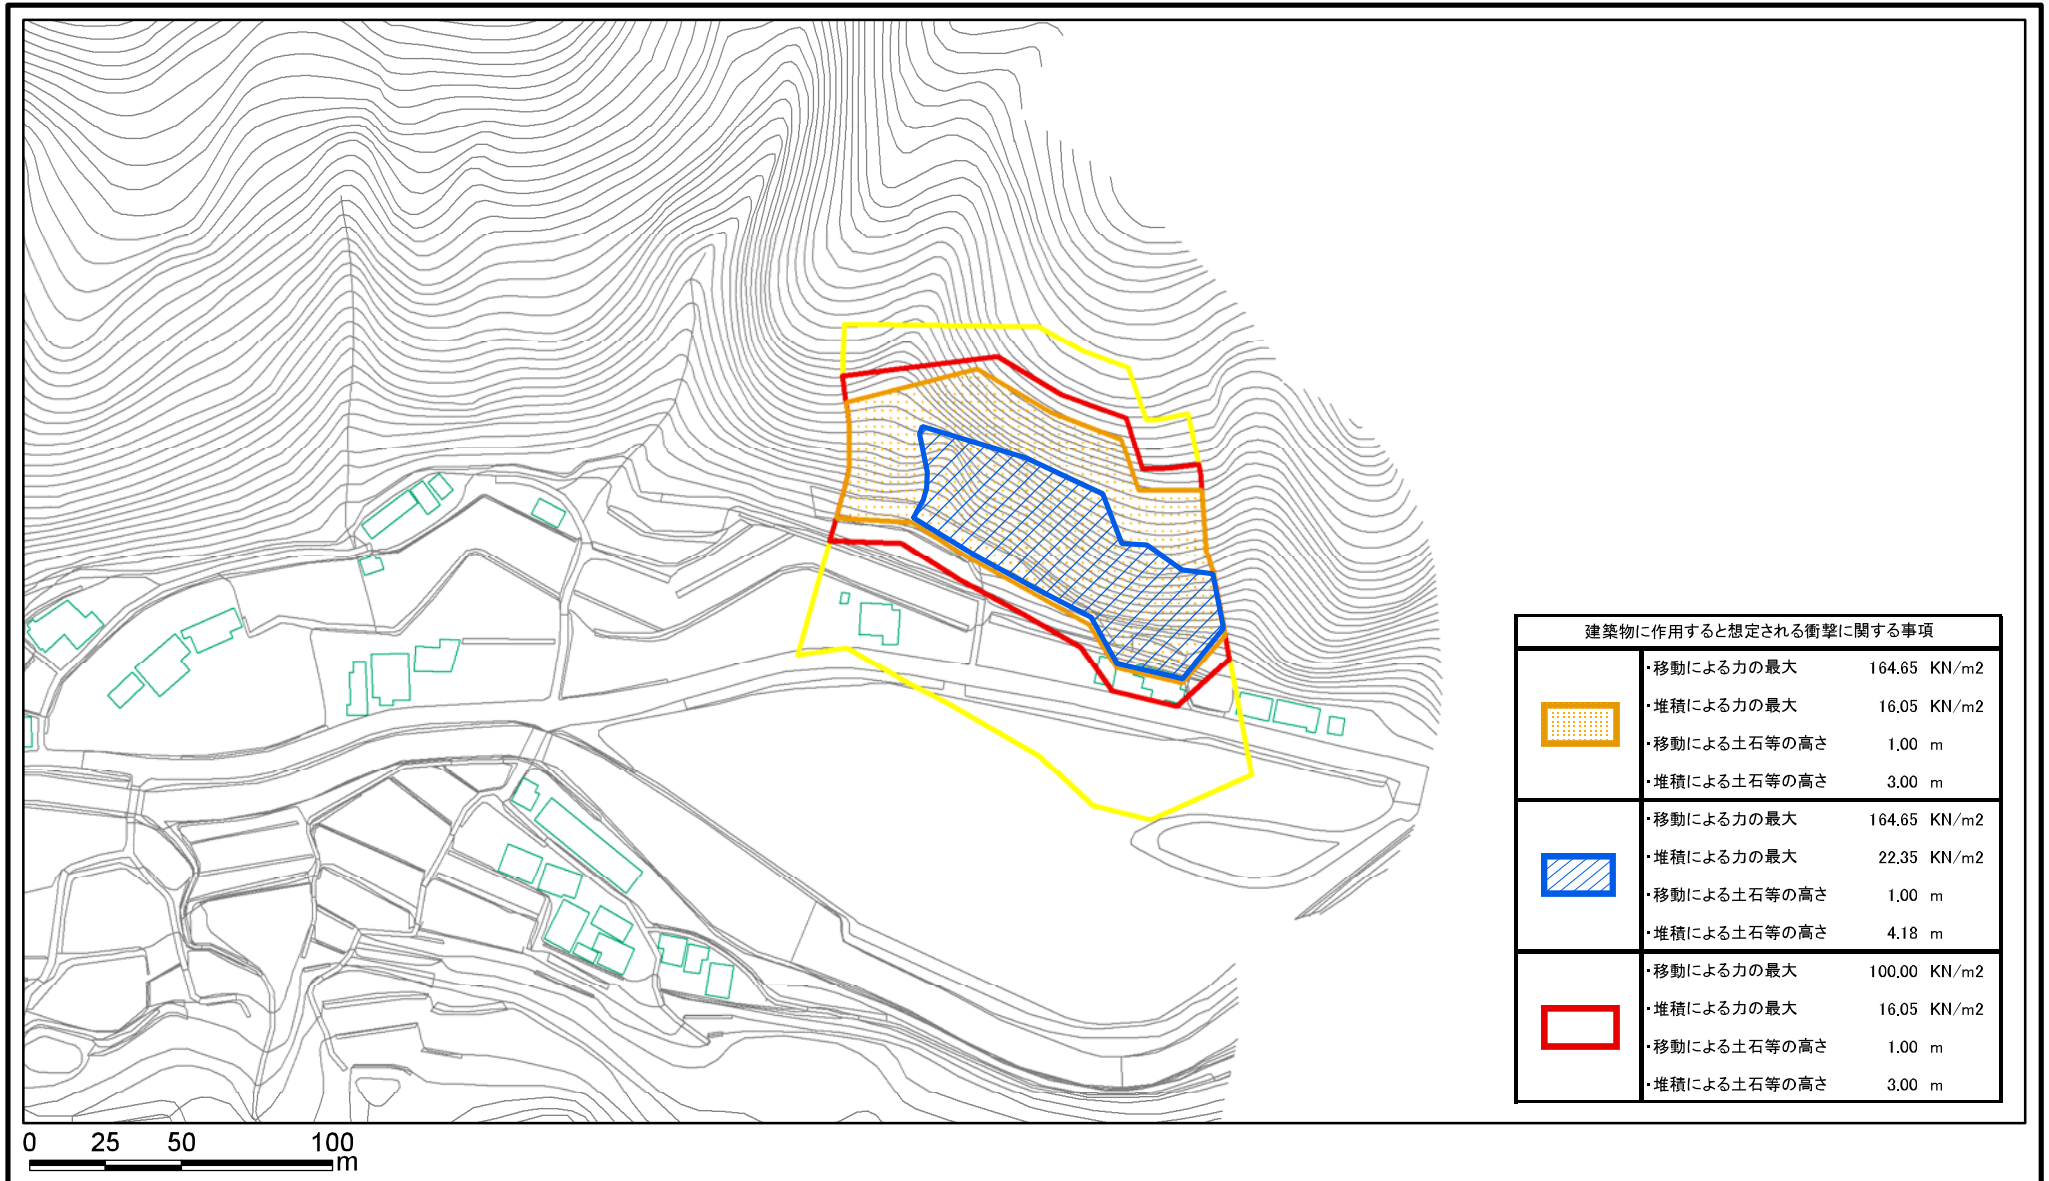 建築物に作用すると想定される衝撃に関する事項
・移動による力の最大 164.65 KN/m2
・堆積による力の最大 16.05 KN/m2
・移動による土石等の高さ 1.00 m
・堆積による土石等の高さ 3.00 m
・移動による力の最大 164.65 KN/m2
・堆積による力の最大 22.35 KN/m2
・移動による土石等の高さ 1.00 m
・堆積による土石等の高さ 4.18 m
・移動による力の最大 100.00 KN/m2
・堆積による力の最大 16.05 KN/m2
・移動による土石等の高さ 1.00 m
・堆積による土石等の高さ 3.00 m
0 25 50 100
m